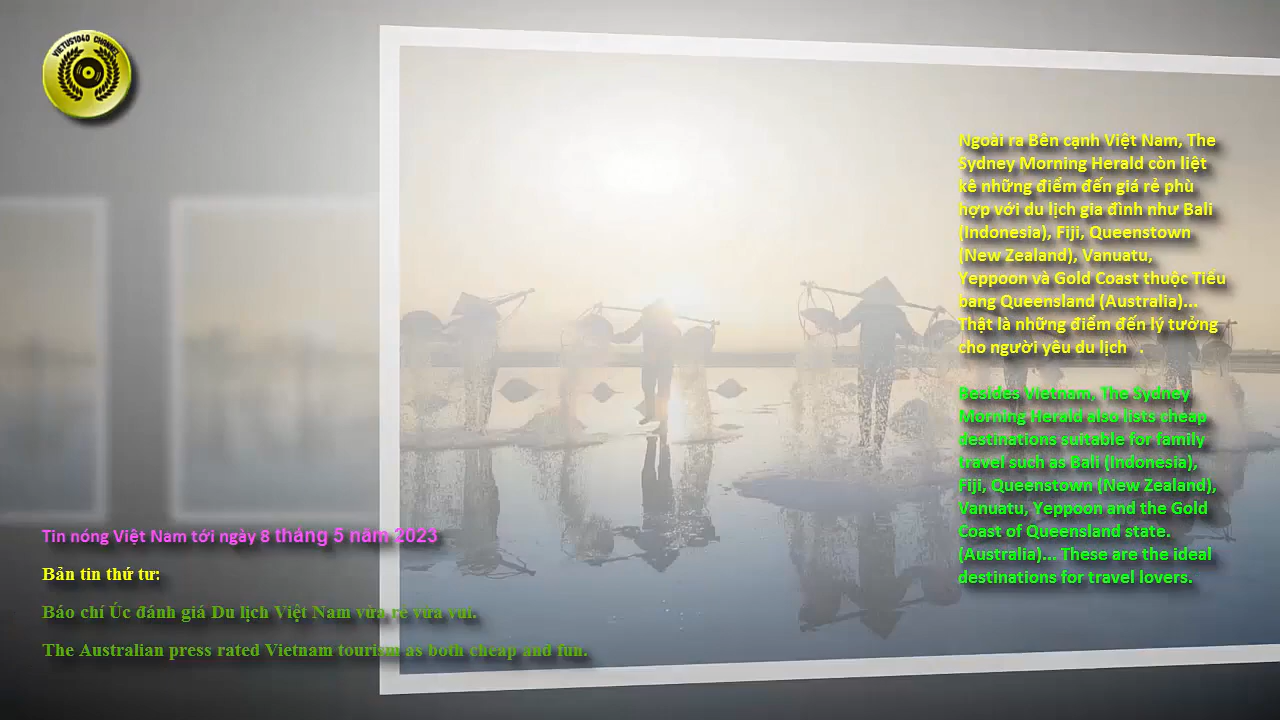 VIETUS1040 CHONNEL
Ngoài ra Bên cạnh Việt Nam, The
Sydney Morning Herald còn liệt
kê những điểm đến giá rẻ phù
hợp với du lịch gia đình như Bali
(Indonesia), Fiji, Queenstown
(New Zealand), Vanuatu,
Yeppoon và Gold Coast thuộc Tiểu
bang Queensland (Australia)...
Thật là những điểm đến lý tưởng
cho người yêu du lịch .
Besides Vietnam, The Sydney
Morning Herald also lists cheap
destinations suitable for family
travel such as Bali (Indonesia),
Fiji, Queenstown (New Zealand),
Vanuatu, Yeppoon and the Gold
Coast of Queensland state.
(Australia)... These are the ideal
destinations for travel lovers.
Tin nóng Việt Nam tới ngày 8 tháng 5 năm 2023
Bản tin thứ tư:
Báo chí Úc đánh giá Du lịch Việt Nam vừa rẻ vừa vui.
The Australian press rated Vietnam tourism as both cheap and fun.